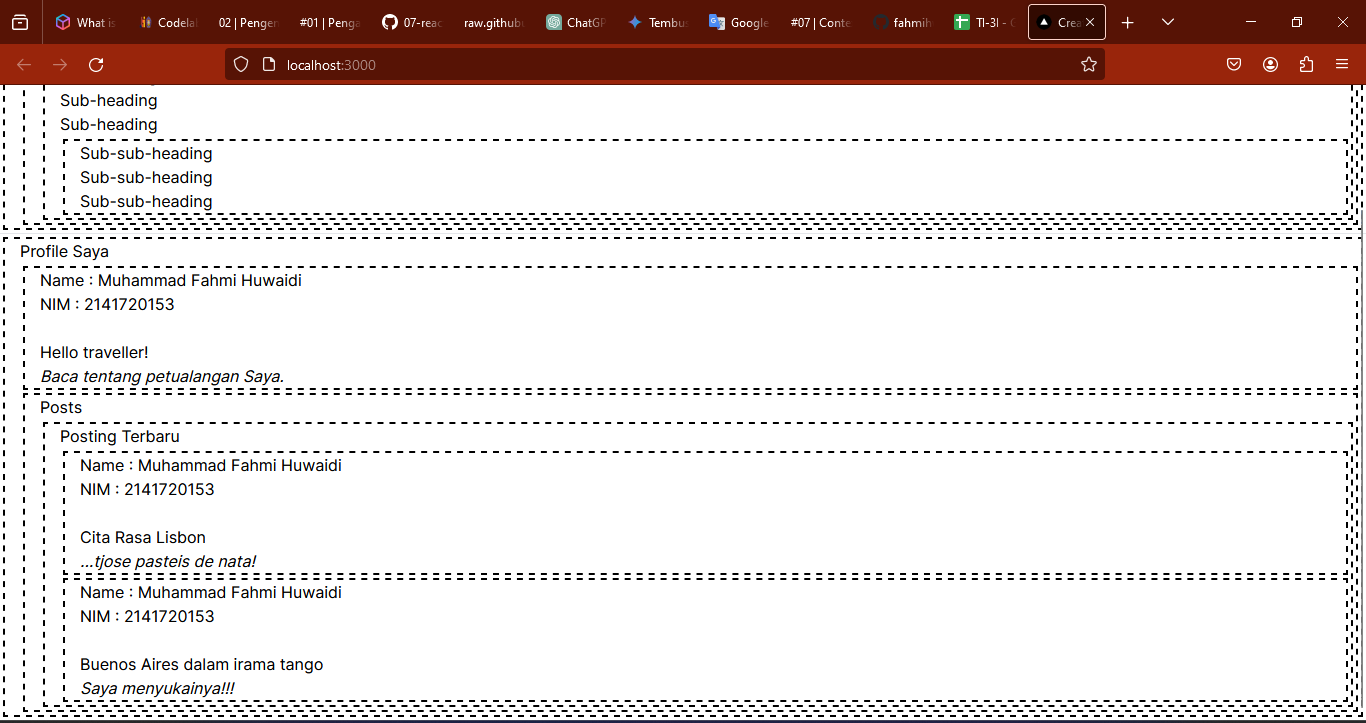 What is
Codelal
02 | Penger
#01 | Penga
07-reac
raw.githubu
ChatGP
Tembus
Google
#07 | Conte
fahmih
TI-3I - C
Crea
localhost:3000
Sub-heading
Sub-heading
Sub-sub-heading
Sub-sub-heading
Sub-sub-heading
Profile Saya
Name : Muhammad Fahmi Huwaidi
NIM : 2141720153
Hello traveller!
Baca tentang petualangan Saya.
Posts
Posting Terbaru
Name : Muhammad Fahmi Huwaidi
NIM : 2141720153
Cita Rasa Lisbon
...tjose pasteis de nata!
Name : Muhammad Fahmi Huwaidi
NIM : 2141720153
Buenos Aires dalam irama tango
Saya menyukainya!!!